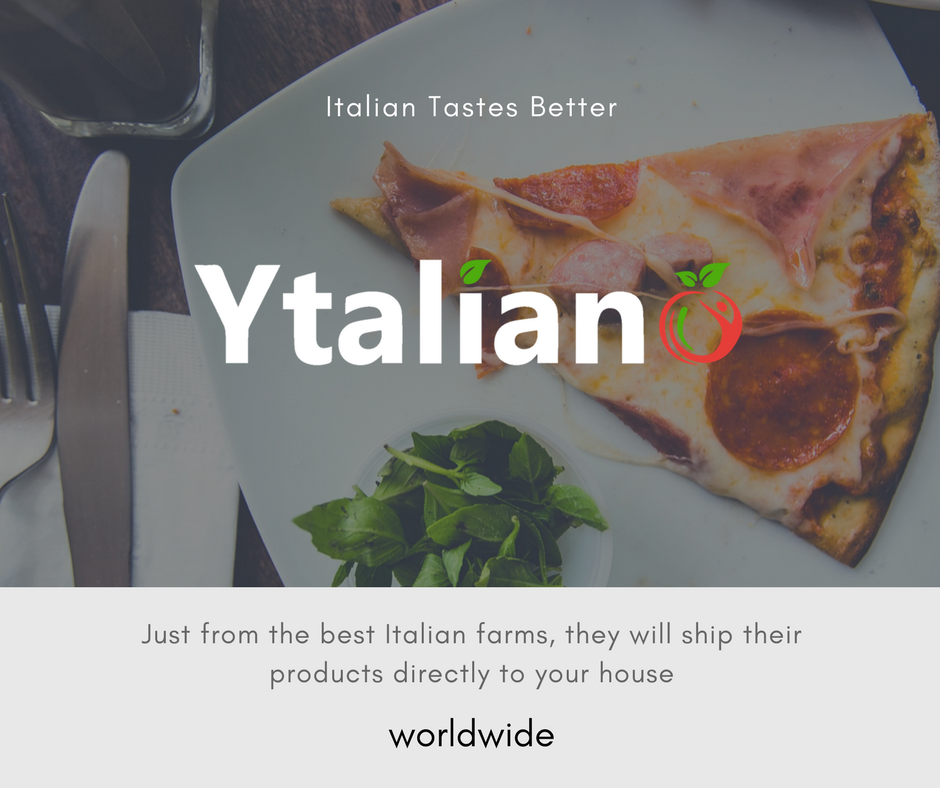 Italian Tastes Better
Ytaliano
Just from the best Italian farms, they will ship their
products directly to your house
worldwide